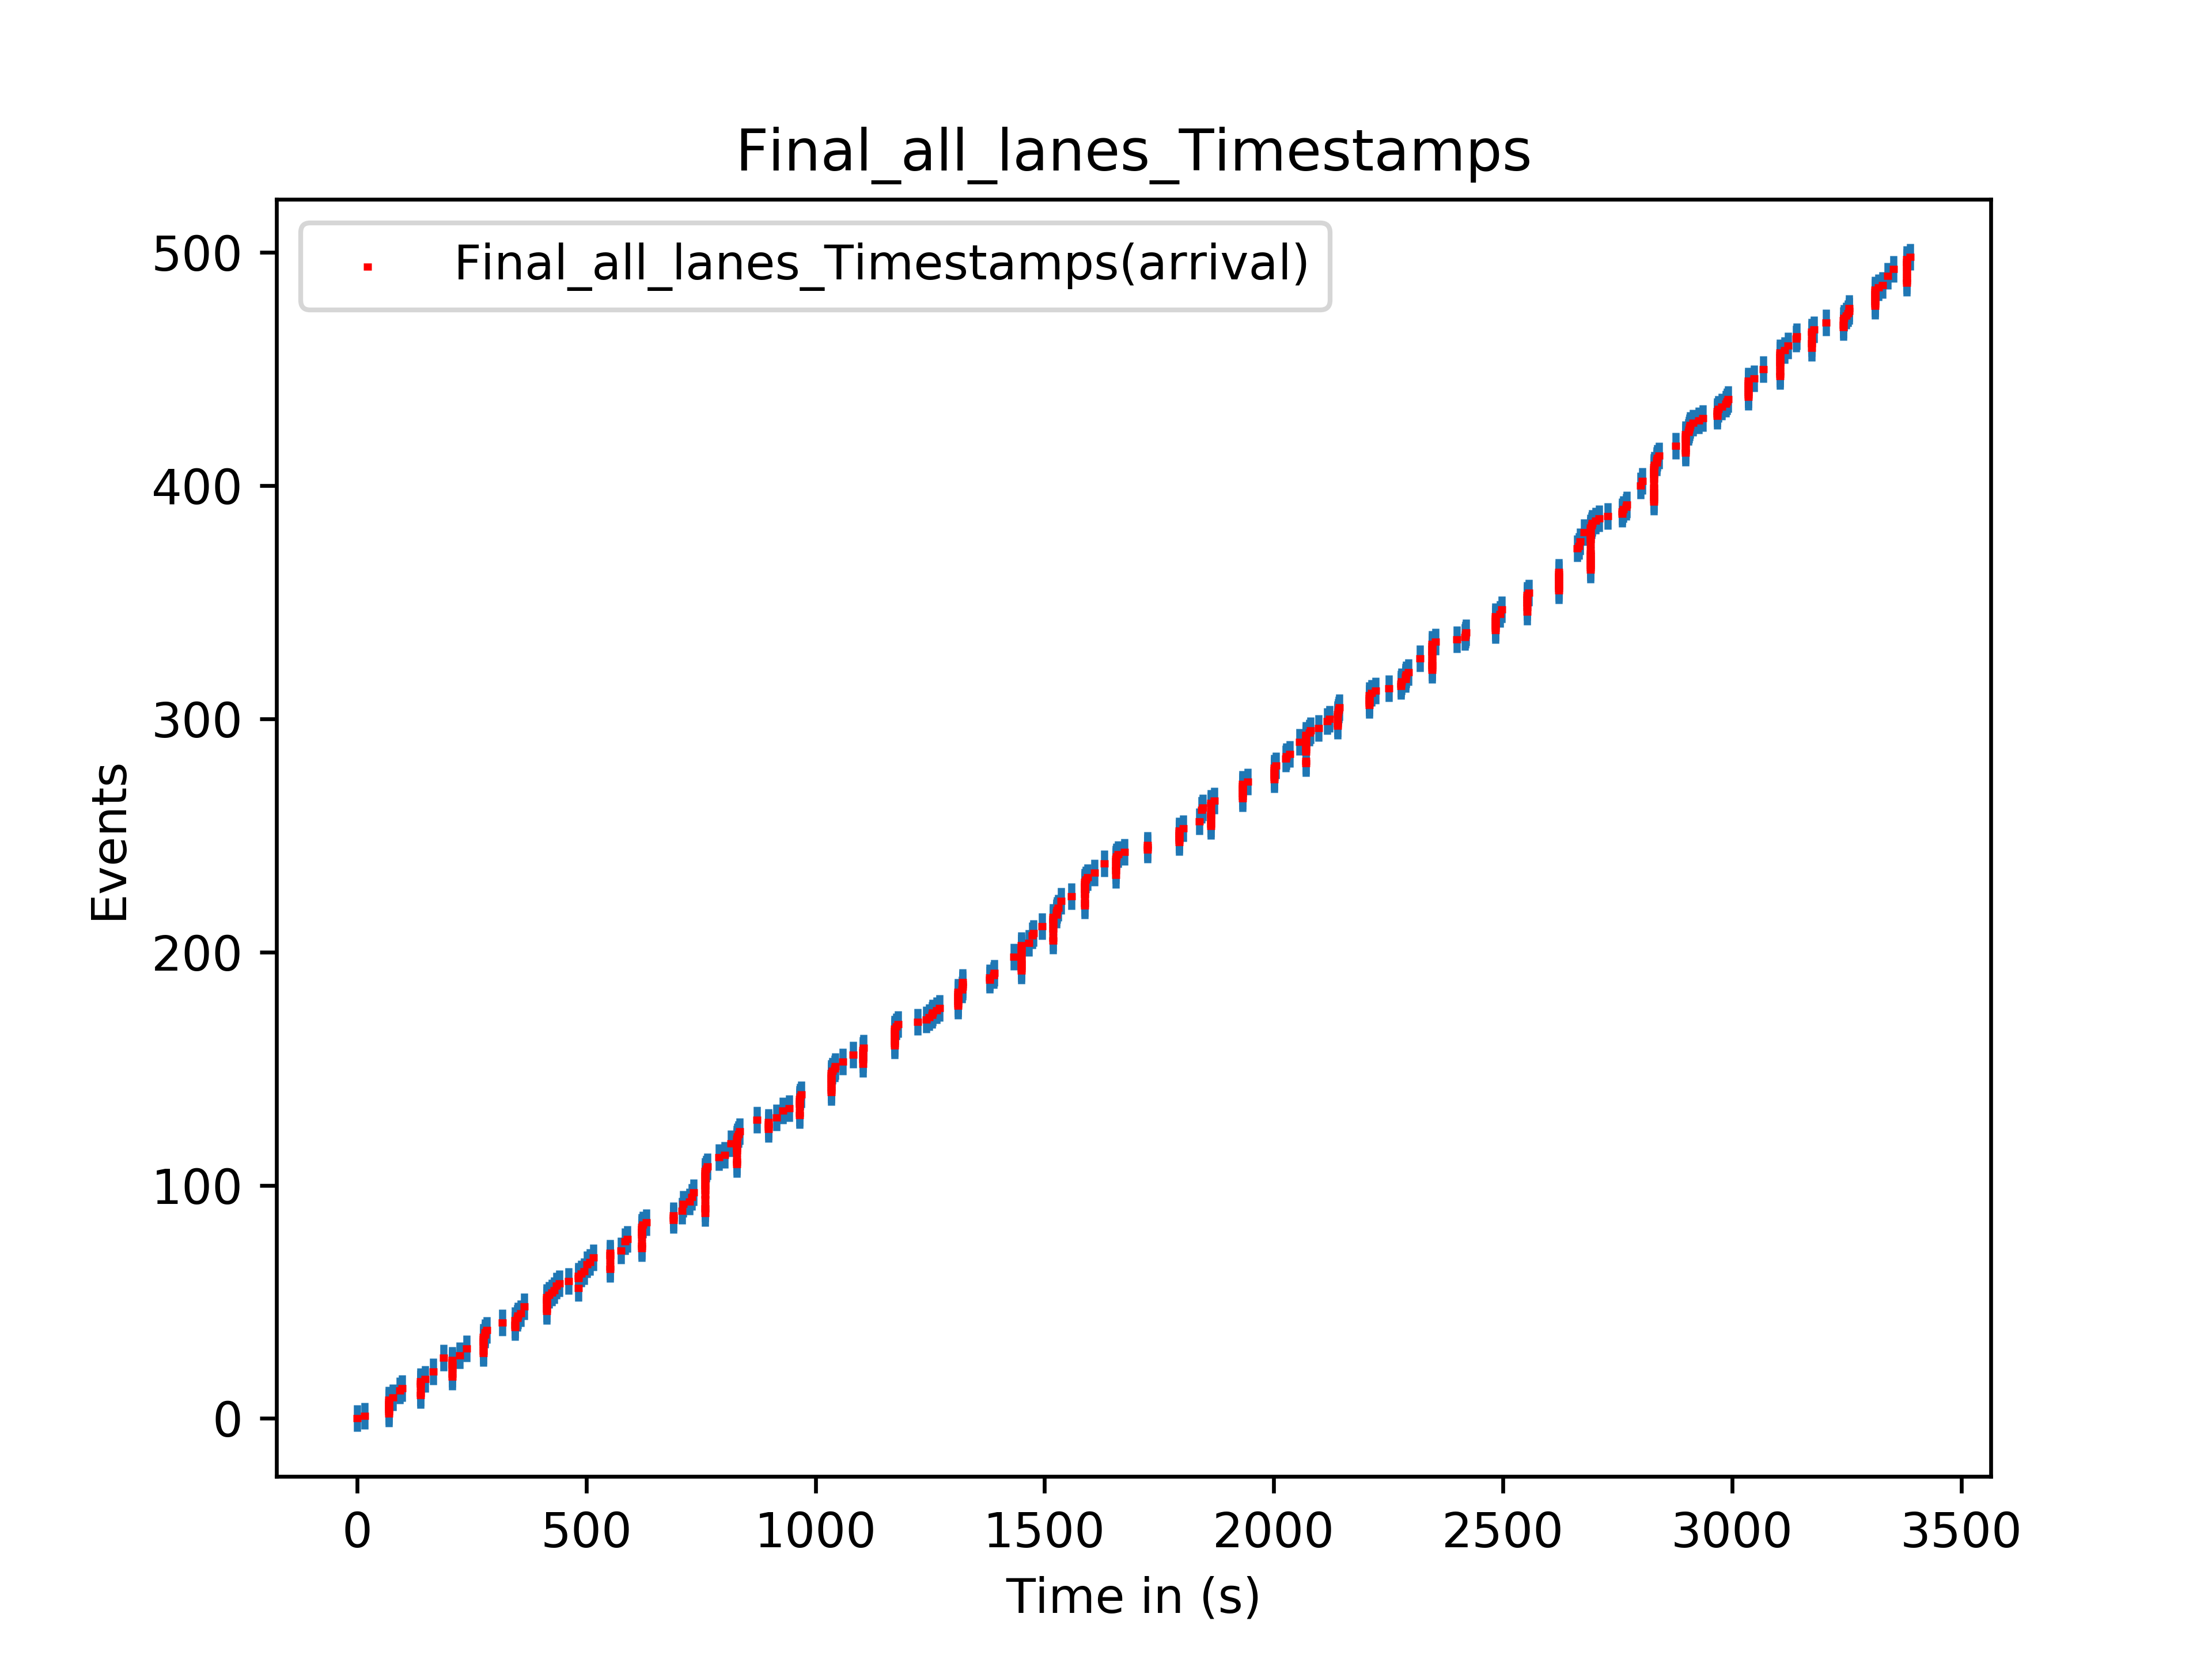 Final_all_lanes_Timestamps
Final_all_lanes_Timestamps(arrival)
500
400
300
200
100
0
Events
0 500 1000 1500 2000 2500 3000 3500
Time in (s)